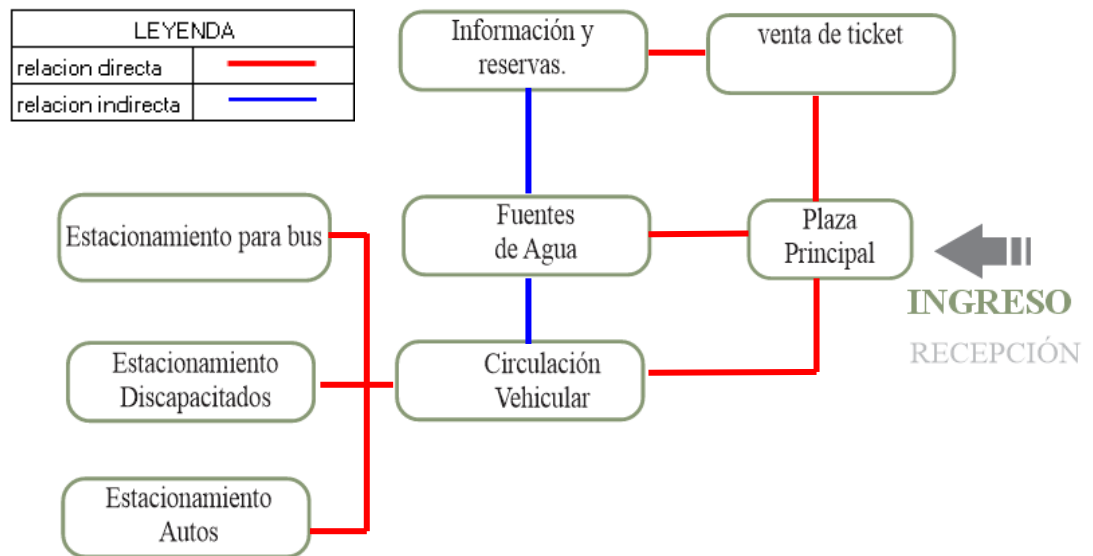 LEYENDA
relacion directa
relacion indirecta
Información y
reservas.
venta de ticket
Estacionamiento para bus
Fuentes
de Agua
Plaza
Principal
INGRESO
RECEPCIÓN
Estacionamiento
Discapacitados
Circulación
Vehicular
Estacionamiento
Autos